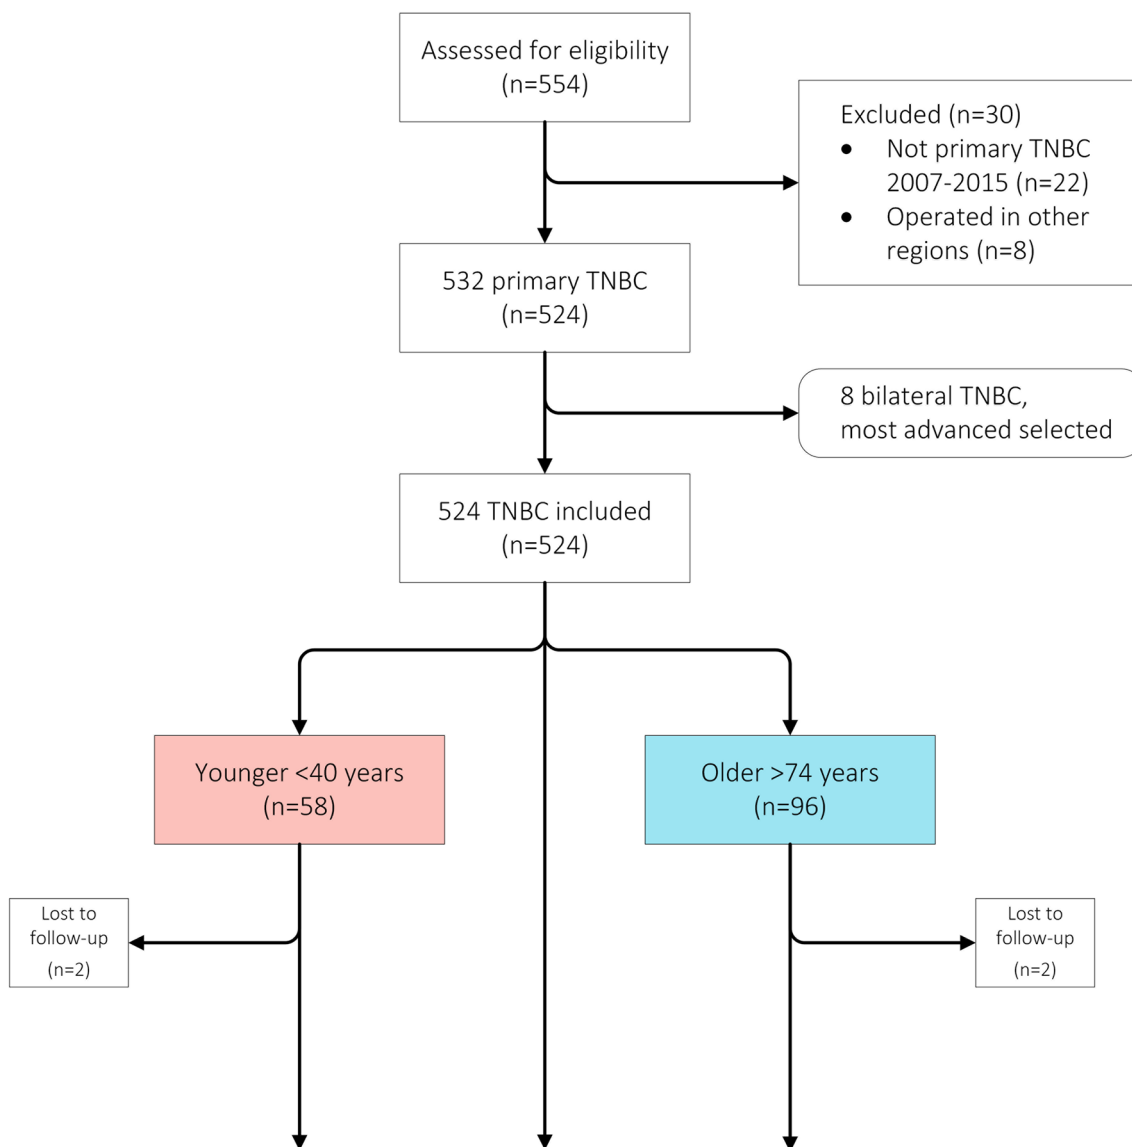 Assessed for eligibility
(n=554)
Excluded (n=30)
• Not primary TNBC
2007-2015 (n=22)
• Operated in other
regions (n=8)
532 primary TNBC
(n=524)
8 bilateral TNBC,
most advanced selected
524 TNBC included
(n=524)
Younger <40 years
(n=58)
Older >74 years
(n=96)
Lost to
follow-up
(n=2)
Lost to
follow-up
(n=2)